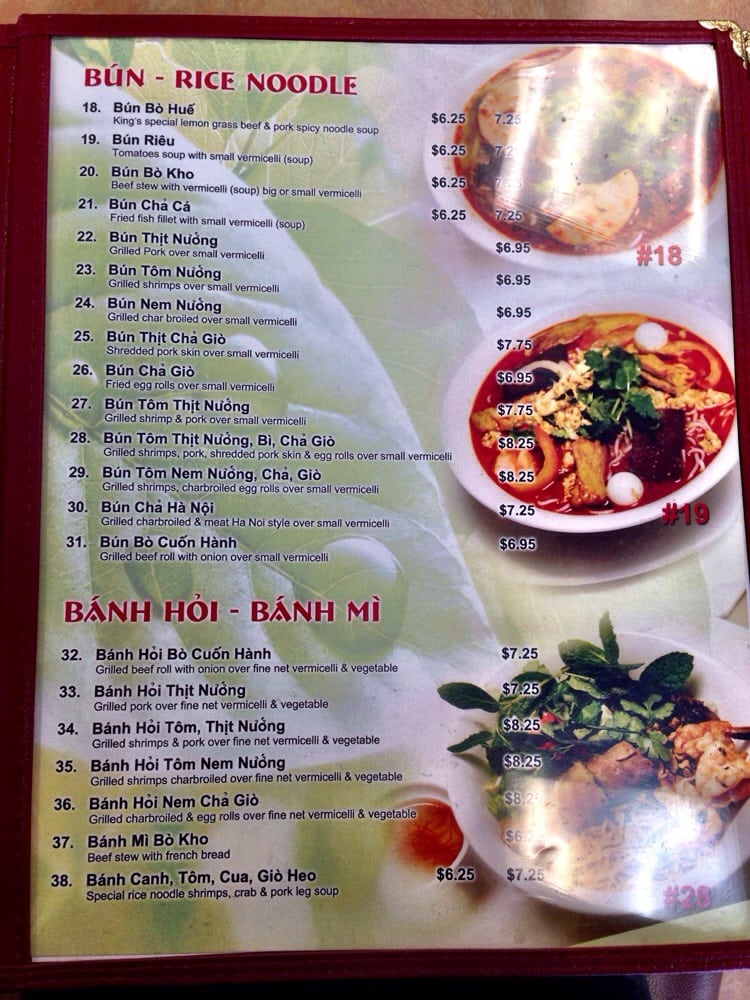 BÚN - RICE NOODLE
18. Bún Bò Huế $6.25 7.25
King's special lemon grass beef & pork spicy noodle soup
19. Bún Riêu $6.25
Tomatoes soup with small vermicelli (soup)
20. Bún Bò Kho $6.25
Beef stew with vermicelli (soup) big or small vermicelli
21. Bún Chả Cá $6.25 7.25
Fried fish fillet with small vermicelli (soup)
22. Bún Thịt Nướng $6.95
Grilled Pork over small vermicelli
23. Bún Tôm Nướng $6.95
Grilled shrimps over small vermicelli
24. Bún Nem Nướng $6.95
Grilled char broiled over small vermicelli
25. Bún Thịt Chả Giò $7.75
Shredded pork skin over small vermicelli
26. Bún Chả Giò $6.95
Fried egg rolls over small vermicelli
27. Bún Tôm Thịt Nướng $7.75
Grilled shrimp & pork over small vermicelli
28. Bún Tôm Thịt Nướng, Bì, Chả Giò $8.25
Grilled shrimps, pork, shredded pork skin & egg rolls over small vermicelli
29. Bún Tôm Nem Nướng, Chả, Giò $8.25
Grilled shrimps, charbroiled egg rolls over small vermicelli
30. Bún Chả Hà Nội $7.25
Grilled charbroiled & meat Ha Noi style over small vermicelli
31. Bún Bò Cuốn Hành $6.95
Grilled beef roll with onion over small vermicelli
#18
#19
BÁNH HỎI - BÁNH MÌ
32. Bánh Hỏi Bò Cuốn Hành $7.25
Grilled beef roll with onion over fine net vermicelli & vegetable
33. Bánh Hỏi Thịt Nướng $7.25
Grilled pork over fine net vermicelli & vegetable
34. Bánh Hỏi Tôm, Thịt Nướng $8.25
Grilled shrimps & pork over fine net vermicelli & vegetable
35. Bánh Hỏi Tôm Nem Nướng $8.25
Grilled shrimps charbroiled over fine net vermicelli & vegetable
36. Bánh Hỏi Nem Chả Giò
Grilled charbroiled & egg rolls over fine net vermicelli & vegetable
37. Bánh Mì Bò Kho
Beef stew with french bread
38. Bánh Canh, Tôm, Cua, Giò Heo $6.25 $7.25
Special rice noodle shrimps, crab & pork leg soup
#28